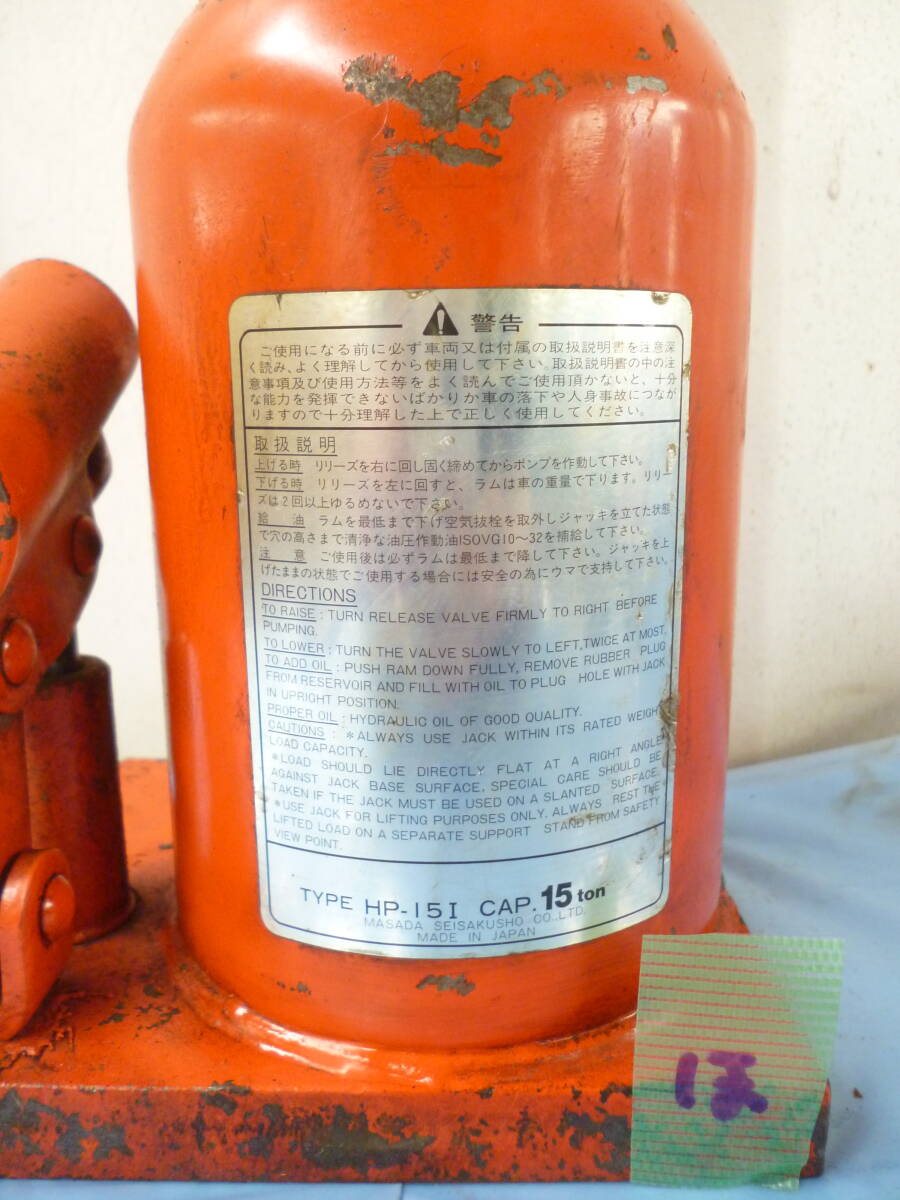 警告
ご使用になる前に必ず車両又は付属の取扱説明書を注意深
く読み、よく理解してから使用して下さい。取扱説明書の中の注
意事項及び使用方法等をよく読んでご使用頂かないと、十分
な能力を発揮できないばかりか車の落下や人身事故につなが
りますので十分理解した上で正しく使用してください。
取扱説明
上げる時 リリーズを右に回し固く締めてからポンプを作動して下さい。
下げる時 リリーズを左に回すと、ラムは車の重量で下ります。リリー
ズは2回以上ゆるめないで下さい。
給油 ラムを最低まで下げ空気抜栓を取外しジャッキを立てた状態
で穴の高さまで清浄な油圧作動油ISOVG10〜32を補給して下さい。
注意 ご使用後は必ずラムは最低まで降して下さい。ジャッキを上
げたままの状態でご使用する場合には安全の為にウマで支持して下さい。
DIRECTIONS
TO RAISE : TURN RELEASE VALVE FIRMLY TO RIGHT BEFORE
PUMPING.
TO LOWER : TURN THE VALVE SLOWLY TO LEFT, TWICE AT MOST.
TO ADD OIL : PUSH RAM DOWN FULLY, REMOVE RUBBER PLUG
FROM RESERVOIR AND FILL WITH OIL TO PLUG HOLE WITH JACK
IN UPRIGHT POSITION.
PROPER OIL : HYDRAULIC OIL OF GOOD QUALITY.
CAUTIONS : *ALWAYS USE JACK WITHIN ITS RATED WEIGHT
LOAD CAPACITY.
*LOAD SHOULD LIE DIRECTLY FLAT AT A RIGHT ANGLE
AGAINST JACK BASE SURFACE, SPECIAL CARE SHOULD BE
TAKEN IF THE JACK MUST BE USED ON A SLANTED SURFACE.
*USE JACK FOR LIFTING PURPOSES ONLY. ALWAYS REST THE
LIFTED LOAD ON A SEPARATE SUPPORT STAND FROM SAFETY
VIEW POINT.
TYPE HP-15I CAP. 15 ton
MASADA SEISAKUSHO CO.,LTD.
MADE IN JAPAN
ほ